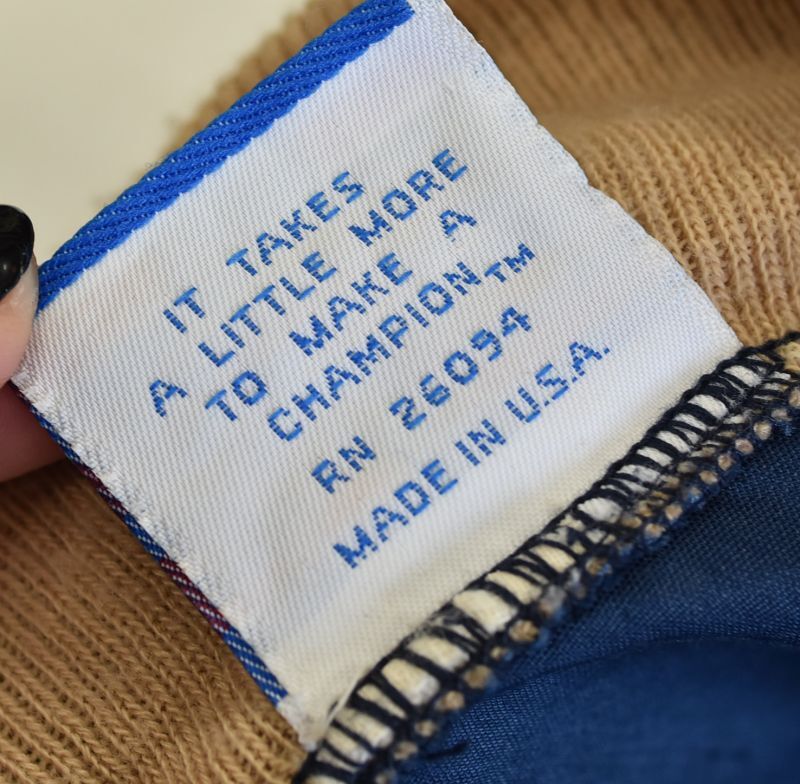 IT TAKES
A LITTLE MORE
TO MAKE A
CHAMPION™
RN 26094
MADE IN U.S.A.